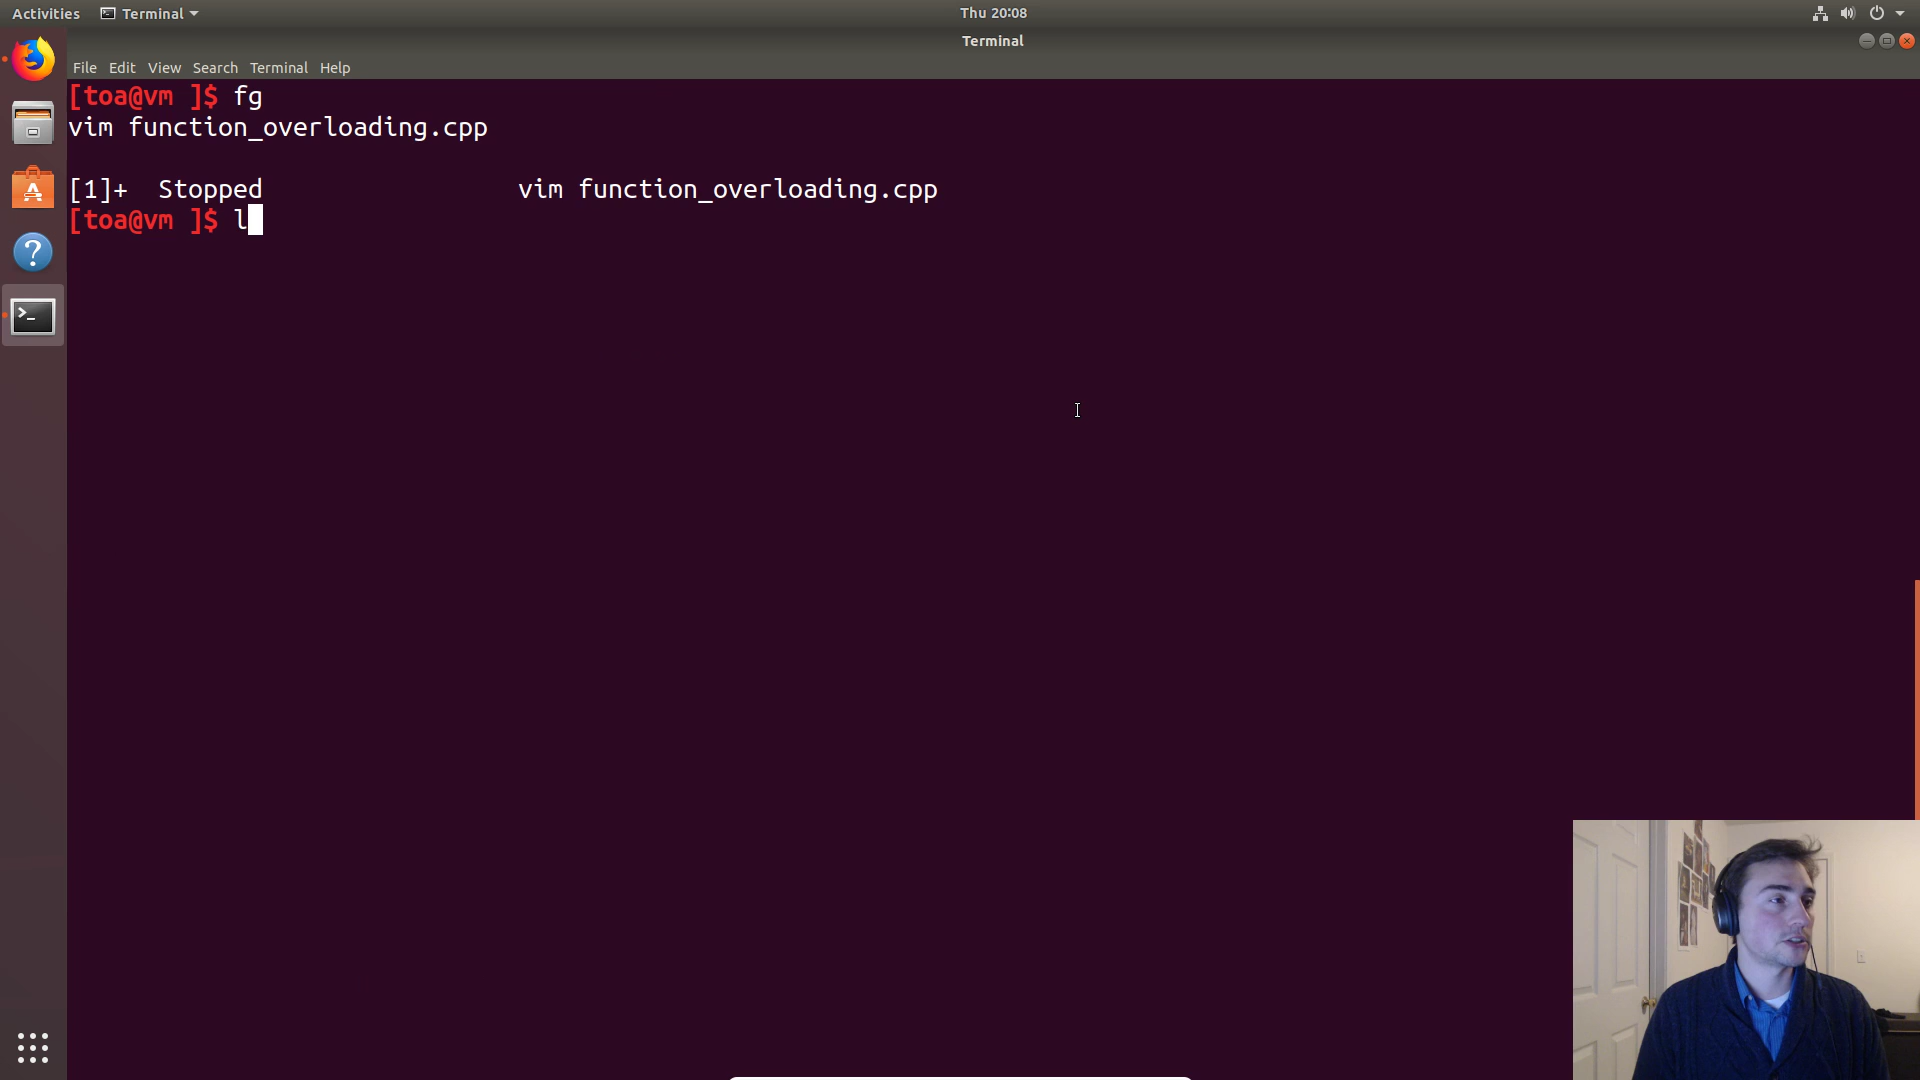 Activities Terminal Thu 20:08
Terminal
File Edit View Search Terminal Help
[toa@vm ]$ fg
vim function_overloading.cpp
[1]+  Stopped                 vim function_overloading.cpp
[toa@vm ]$ l